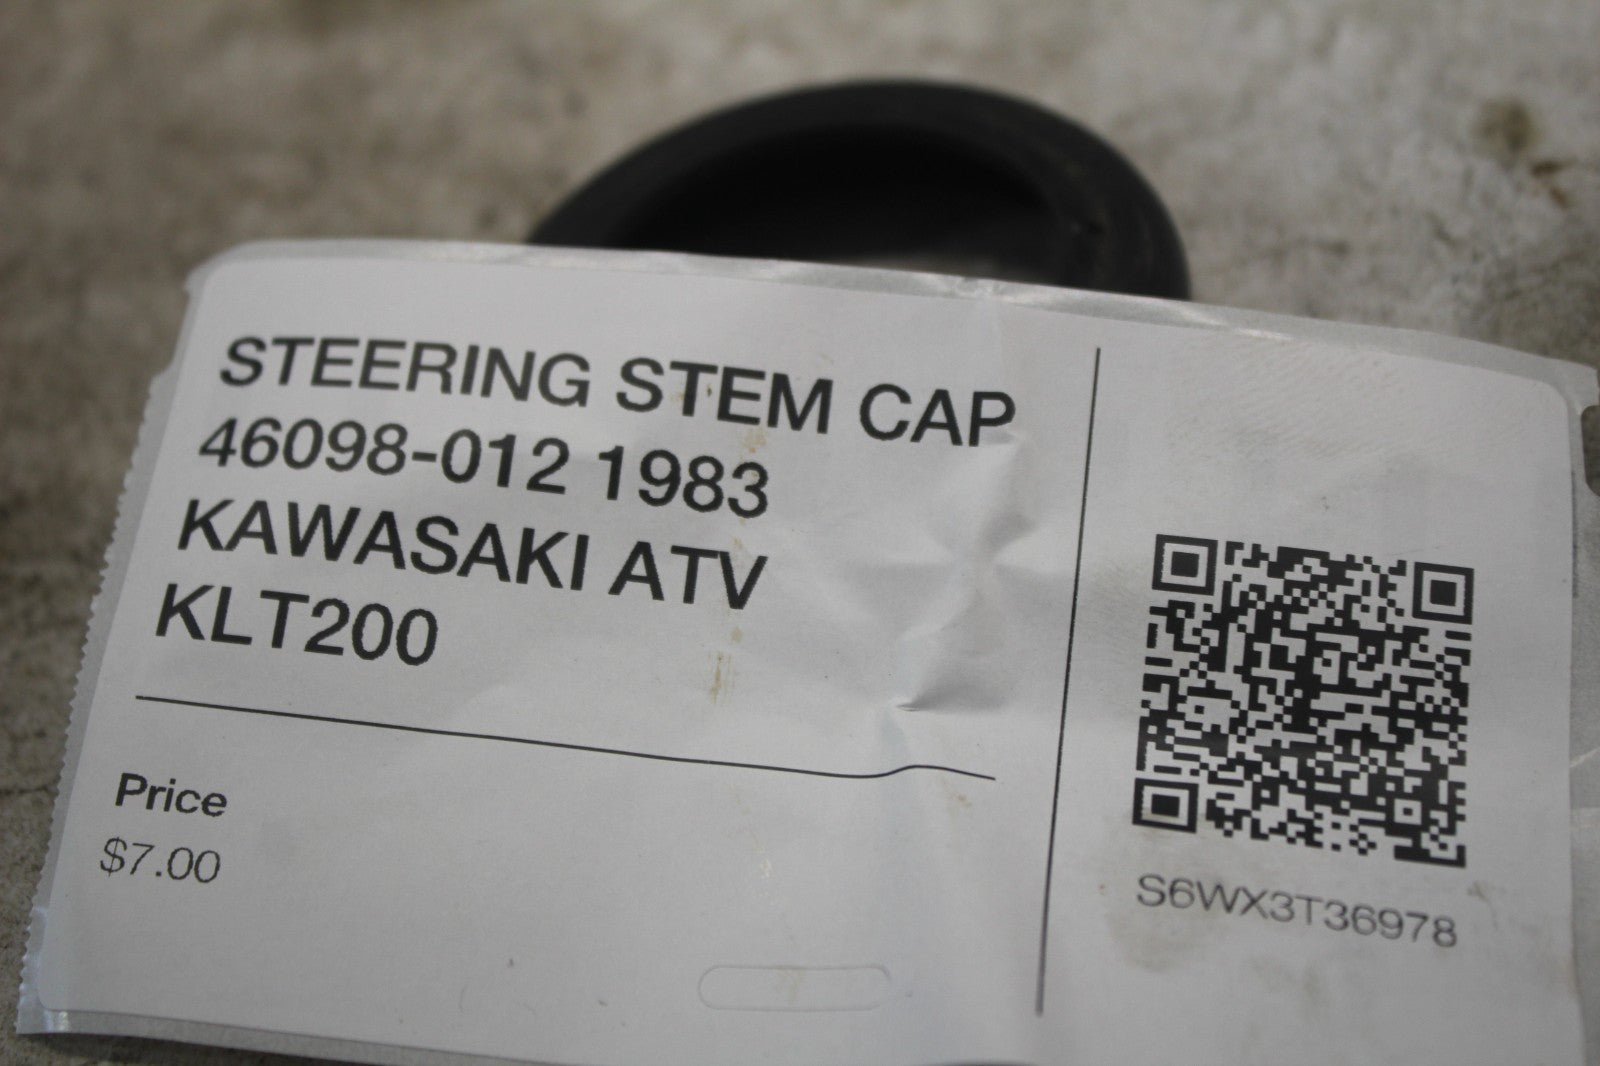 STEERING STEM CAP
46098-012 1983
KAWASAKI ATV
KLT200
Price
$7.00
S6WX3T36978